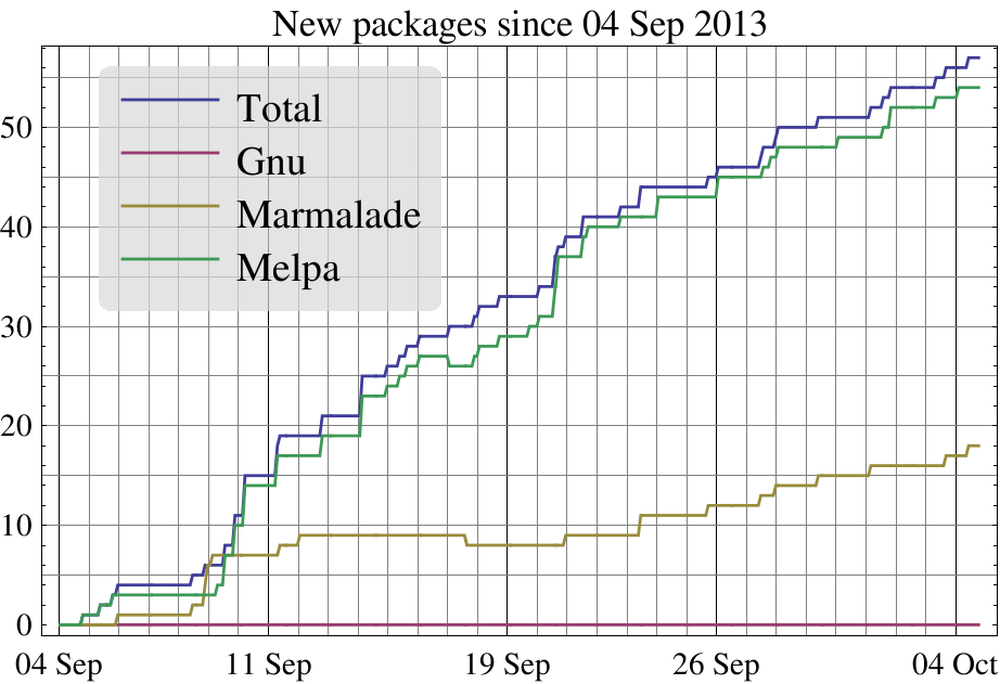 New packages since 04 Sep 2013
Total
Gnu
Marmalade
Melpa
50
40
30
20
10
0
04 Sep 11 Sep 19 Sep 26 Sep 04 Oct